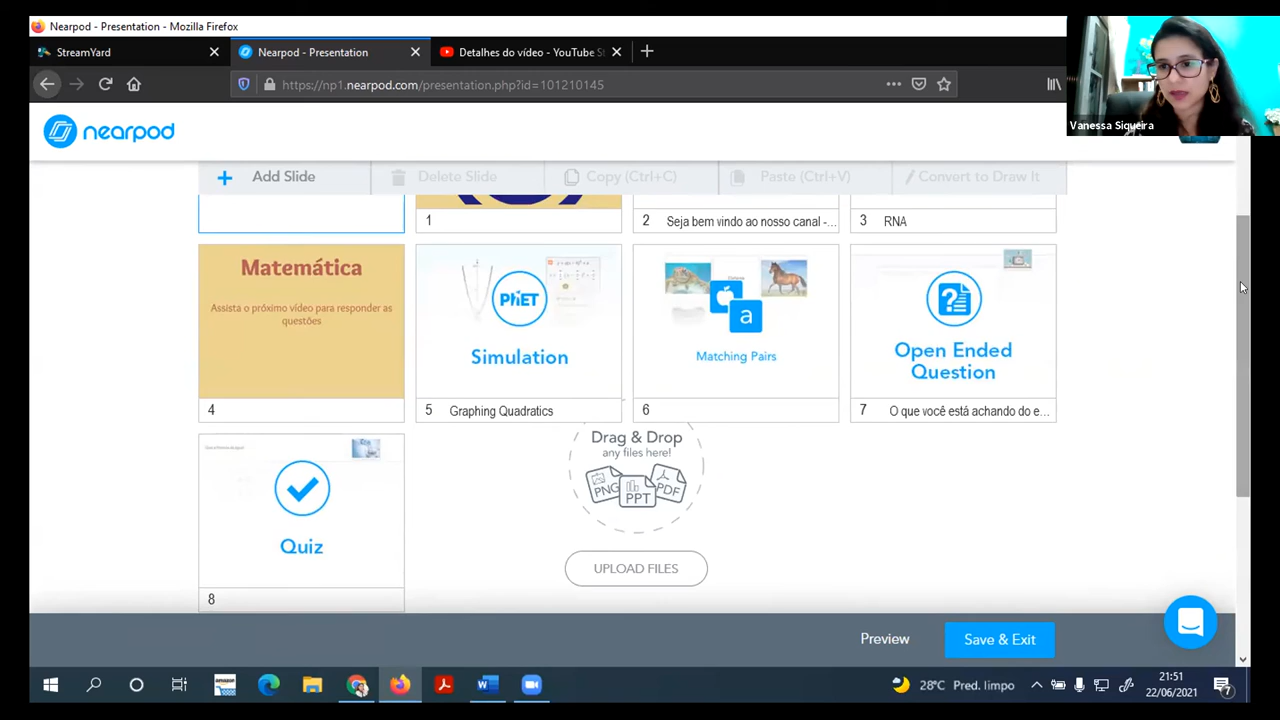 Nearpod - Presentation - Mozilla Firefox
StreamYard
Nearpod - Presentation
Detalhes do vídeo - YouTube St
https://np1.nearpod.com/presentation.php?id=101210145
Vanessa Siqueira
nearpod
Add Slide
Delete Slide
Copy (Ctrl+C)
Paste (Ctrl+V)
Convert to Draw It
1
2 Seja bem vindo ao nosso canal -...
3 RNA
Matemática
Assista o próximo vídeo para responder as
questões
4
PhET
Simulation
5 Graphing Quadratics
a
Matching Pairs
6
Open Ended
Question
7 O que você está achando do e...
Quiz
8
Drag & Drop
any files here!
PNG
PPT
PDF
UPLOAD FILES
Preview
Save & Exit
amazon
28°C Pred. limpo
21:51
22/06/2021
7